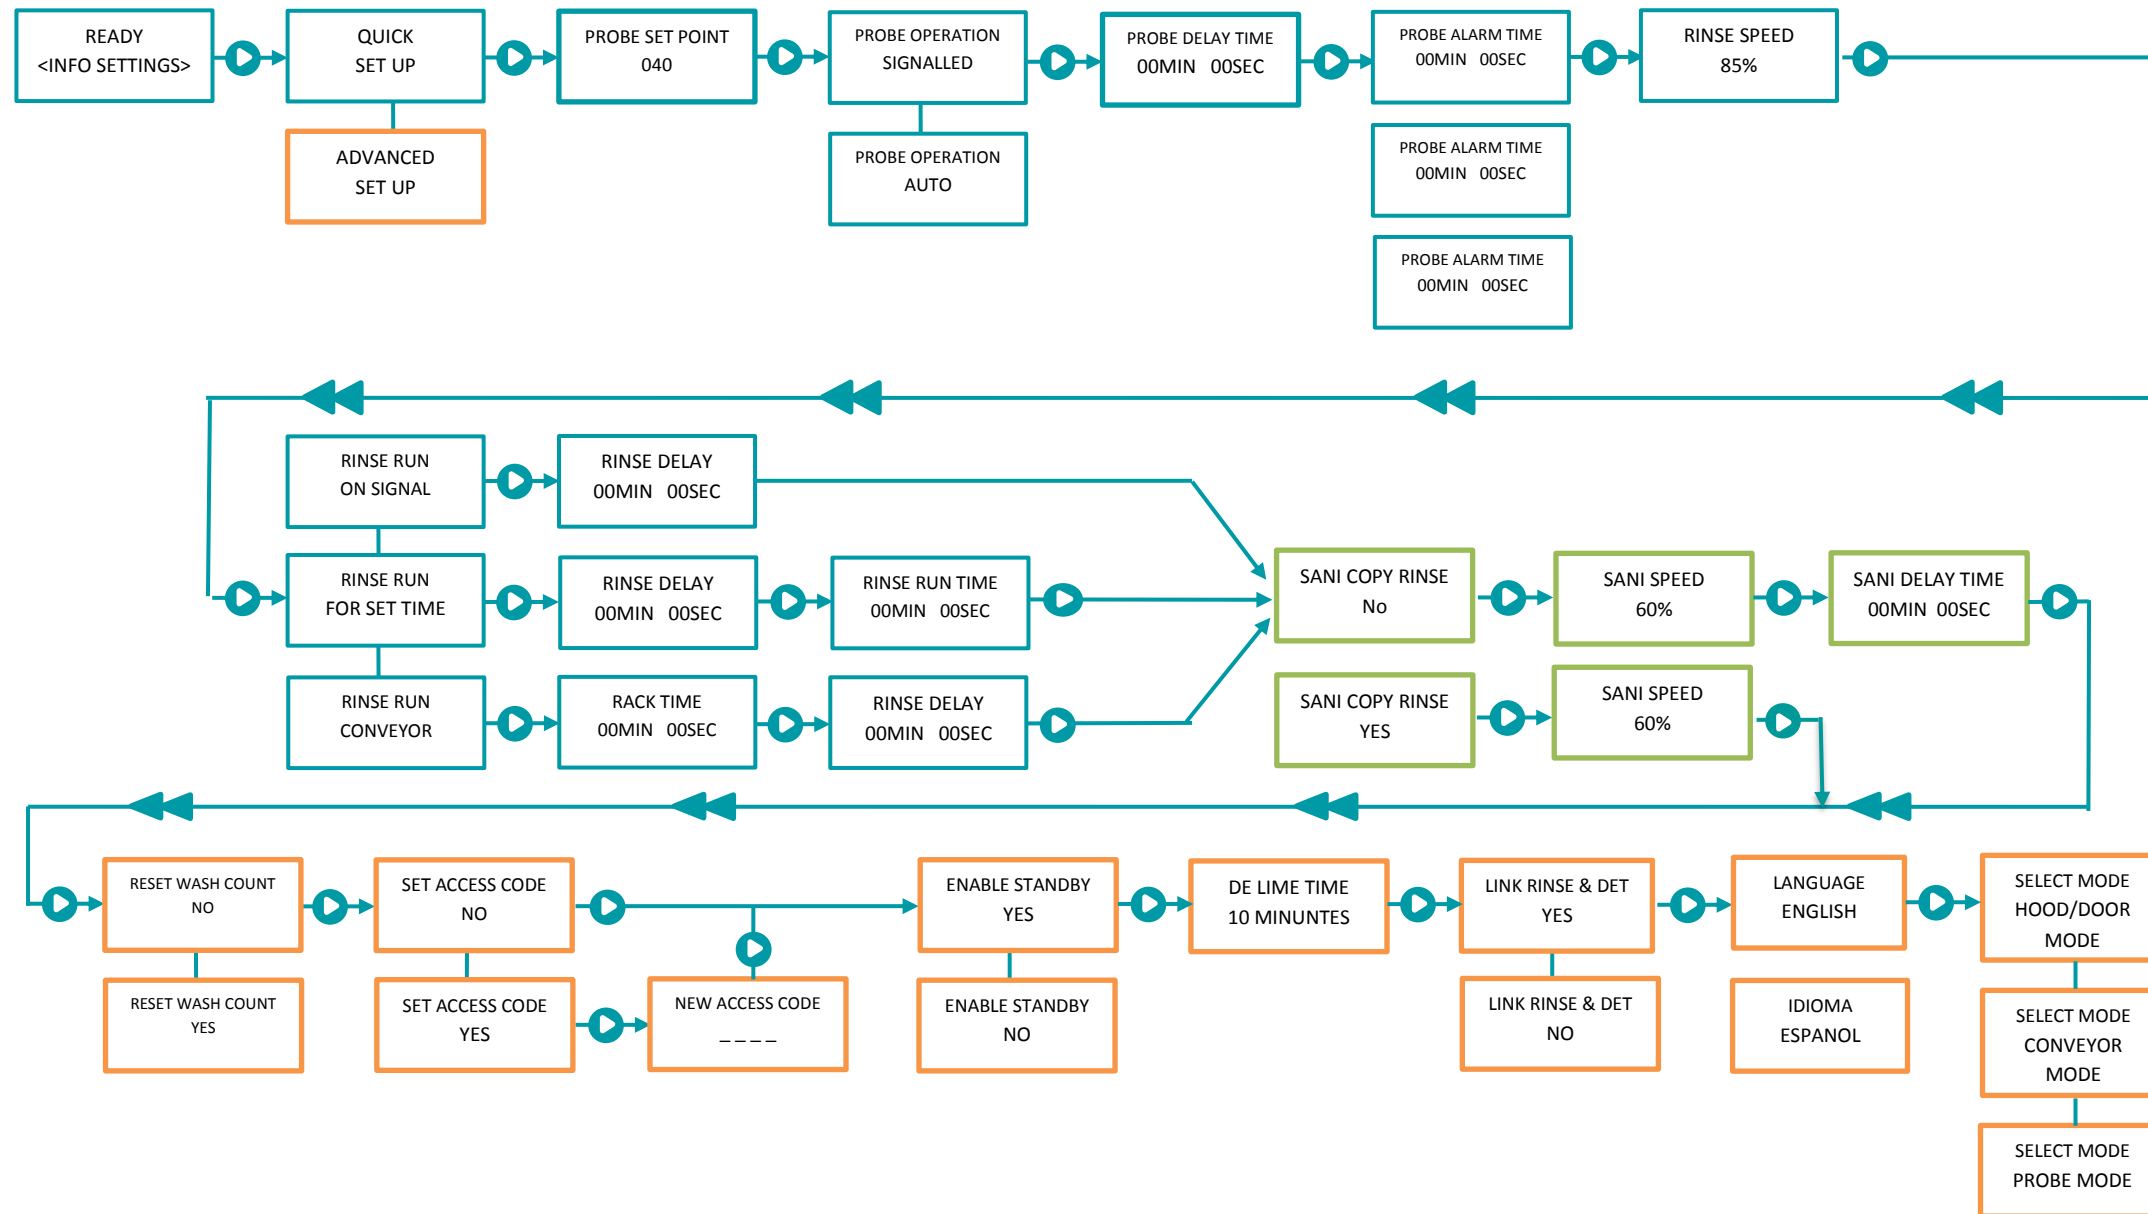 READY
<INFO SETTINGS>
QUICK
SET UP
PROBE SET POINT
040
PROBE OPERATION
SIGNALLED
PROBE DELAY TIME
00MIN 00SEC
PROBE ALARM TIME
00MIN 00SEC
RINSE SPEED
85%
ADVANCED
SET UP
PROBE OPERATION
AUTO
PROBE ALARM TIME
00MIN 00SEC
PROBE ALARM TIME
00MIN 00SEC
RINSE RUN
ON SIGNAL
RINSE DELAY
00MIN 00SEC
RINSE RUN
FOR SET TIME
RINSE DELAY
00MIN 00SEC
RINSE RUN TIME
00MIN 00SEC
SANI COPY RINSE
No
SANI SPEED
60%
SANI DELAY TIME
00MIN 00SEC
RINSE RUN
CONVEYOR
RACK TIME
00MIN 00SEC
RINSE DELAY
00MIN 00SEC
SANI COPY RINSE
YES
SANI SPEED
60%
RESET WASH COUNT
NO
SET ACCESS CODE
NO
ENABLE STANDBY
YES
DE LIME TIME
10 MINUNTES
LINK RINSE & DET
YES
LANGUAGE
ENGLISH
SELECT MODE
HOOD/DOOR
MODE
RESET WASH COUNT
YES
SET ACCESS CODE
YES
NEW ACCESS CODE
_ _ _ _
ENABLE STANDBY
NO
LINK RINSE & DET
NO
IDIOMA
ESPANOL
SELECT MODE
CONVEYOR
MODE
SELECT MODE
PROBE MODE